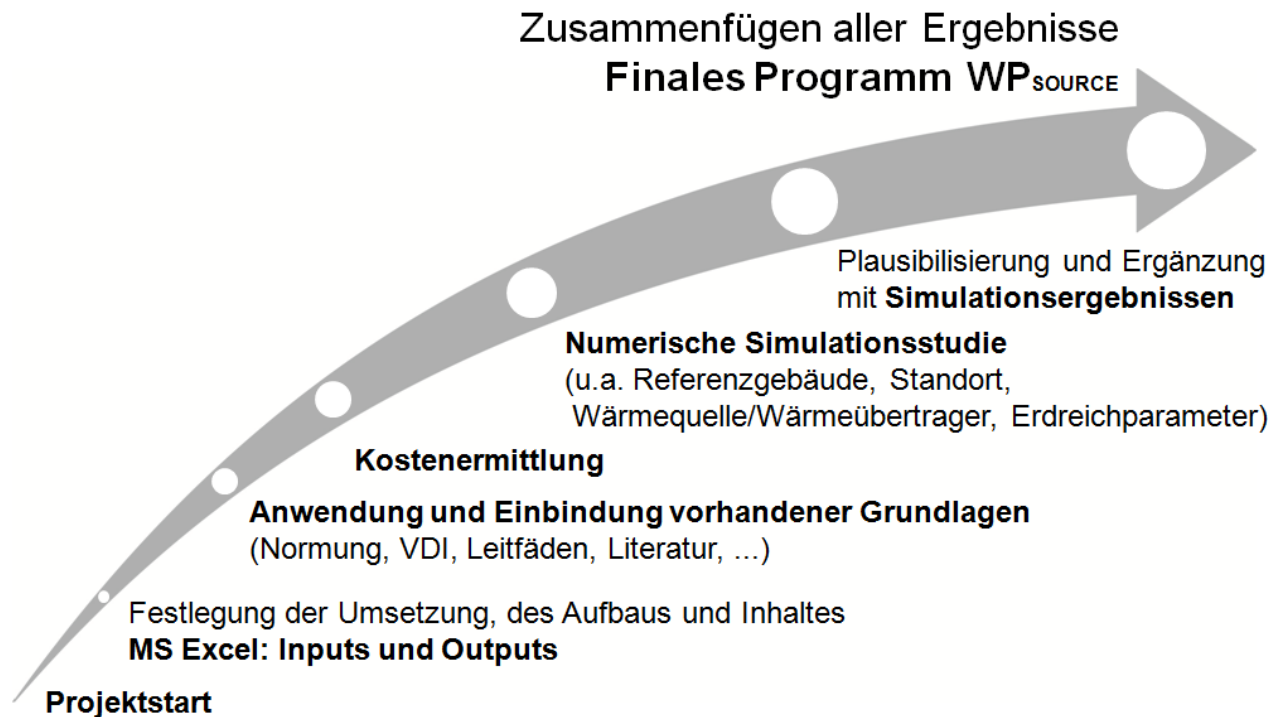 Zusammenfügen aller Ergebnisse
Finales Programm WPSOURCE
Plausibilisierung und Ergänzung
mit Simulationsergebnissen
Numerische Simulationsstudie
(u.a. Referenzgebäude, Standort,
Wärmequelle/Wärmeübertrager, Erdreichparameter)
Kostenermittlung
Anwendung und Einbindung vorhandener Grundlagen
(Normung, VDI, Leitfäden, Literatur, ...)
Festlegung der Umsetzung, des Aufbaus und Inhaltes
MS Excel: Inputs und Outputs
Projektstart